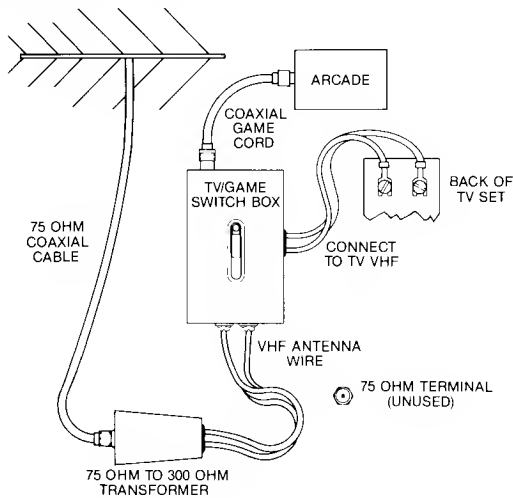 ARCADE
COAXIAL
GAME
CORD
TV/GAME
SWITCH BOX
BACK OF
TV SET
75 OHM
COAXIAL
CABLE
CONNECT
TO TV VHF
VHF ANTENNA
WIRE
75 OHM TERMINAL
(UNUSED)
75 OHM TO 300 OHM
TRANSFORMER